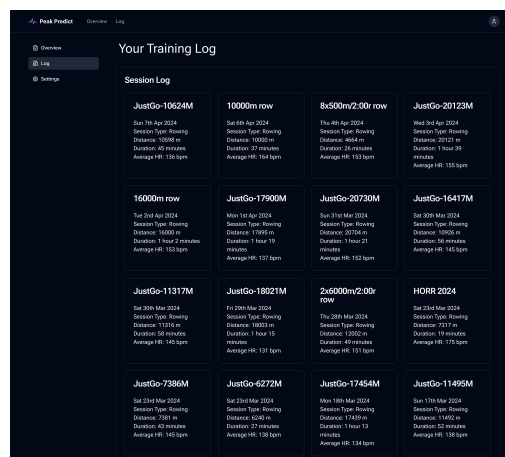 Peak Predict
Overview
Log
Overview
Log
Settings
Your Training Log
Session Log
JustGo-10624M
Sun 7th Apr 2024
Session Type: Rowing
Distance: 10598 m
Duration: 45 minutes
Average HR: 136 bpm
10000m row
Sat 6th Apr 2024
Session Type: Rowing
Distance: 10000 m
Duration: 37 minutes
Average HR: 164 bpm
8x500m/2:00r row
Thu 4th Apr 2024
Session Type: Rowing
Distance: 4664 m
Duration: 26 minutes
Average HR: 153 bpm
JustGo-20123M
Wed 3rd Apr 2024
Session Type: Rowing
Distance: 20121 m
Duration: 1 hour 39
minutes
Average HR: 155 bpm
16000m row
Tue 2nd Apr 2024
Session Type: Rowing
Distance: 16000 m
Duration: 1 hour 2 minutes
Average HR: 153 bpm
JustGo-17900M
Mon 1st Apr 2024
Session Type: Rowing
Distance: 17895 m
Duration: 1 hour 19
minutes
Average HR: 137 bpm
JustGo-20730M
Sun 31st Mar 2024
Session Type: Rowing
Distance: 20704 m
Duration: 1 hour 21
minutes
Average HR: 152 bpm
JustGo-16417M
Sat 30th Mar 2024
Session Type: Rowing
Distance: 10926 m
Duration: 56 minutes
Average HR: 145 bpm
JustGo-11317M
Sat 30th Mar 2024
Session Type: Rowing
Distance: 11316 m
Duration: 58 minutes
Average HR: 145 bpm
JustGo-18021M
Fri 29th Mar 2024
Session Type: Rowing
Distance: 18003 m
Duration: 1 hour 15
minutes
Average HR: 131 bpm
2x6000m/2:00r
row
Thu 28th Mar 2024
Session Type: Rowing
Distance: 12002 m
Duration: 49 minutes
Average HR: 151 bpm
HORR 2024
Sat 23rd Mar 2024
Session Type: Rowing
Distance: 7317 m
Duration: 19 minutes
Average HR: 175 bpm
JustGo-7386M
Sat 23rd Mar 2024
Session Type: Rowing
Distance: 7381 m
Duration: 43 minutes
Average HR: 145 bpm
JustGo-6272M
Sat 23rd Mar 2024
Session Type: Rowing
Distance: 6240 m
Duration: 27 minutes
Average HR: 138 bpm
JustGo-17454M
Mon 18th Mar 2024
Session Type: Rowing
Distance: 17439 m
Duration: 1 hour 13
minutes
Average HR: 134 bpm
JustGo-11495M
Sun 17th Mar 2024
Session Type: Rowing
Distance: 11492 m
Duration: 52 minutes
Average HR: 138 bpm